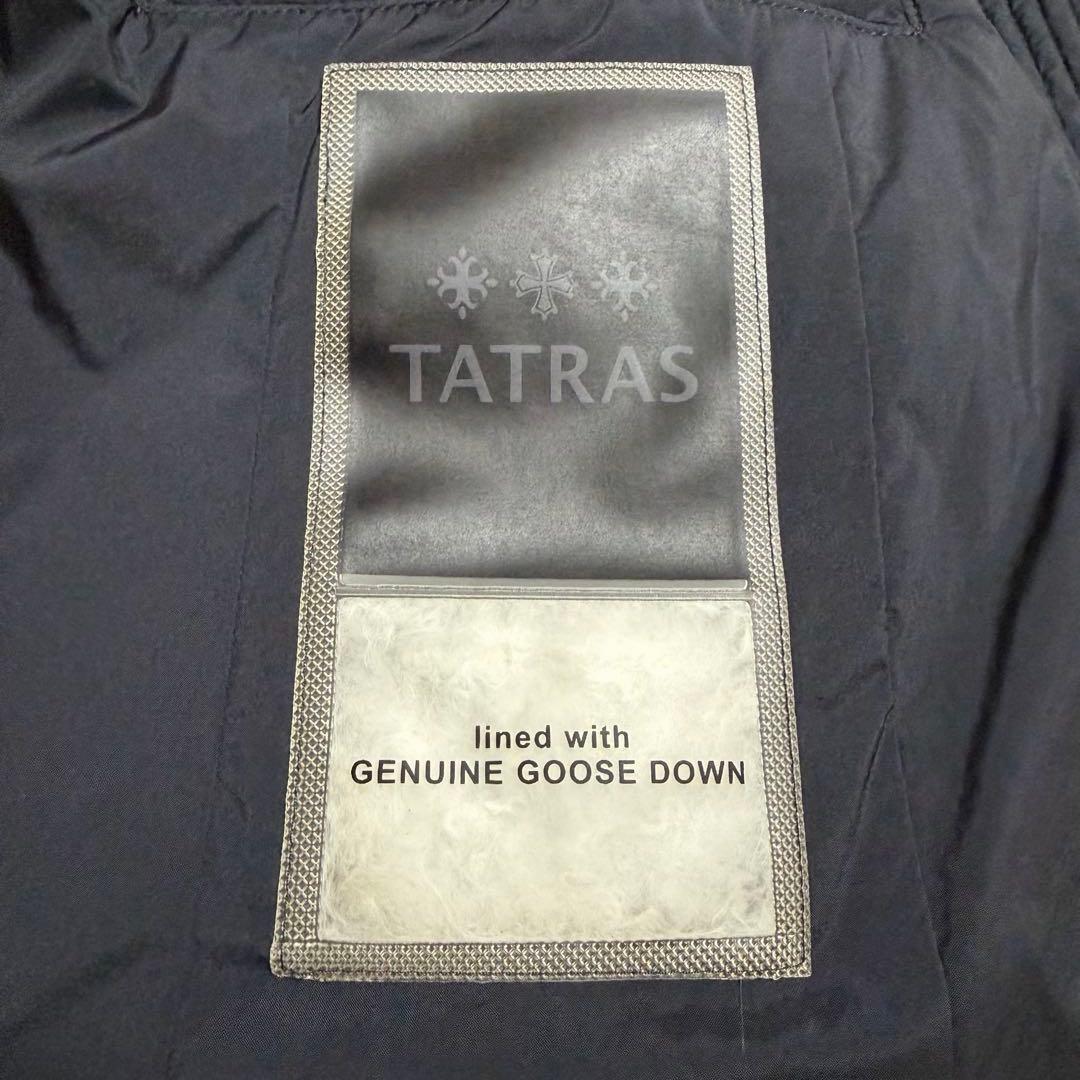 TATRAS
lined with
GENUINE GOOSE DOWN